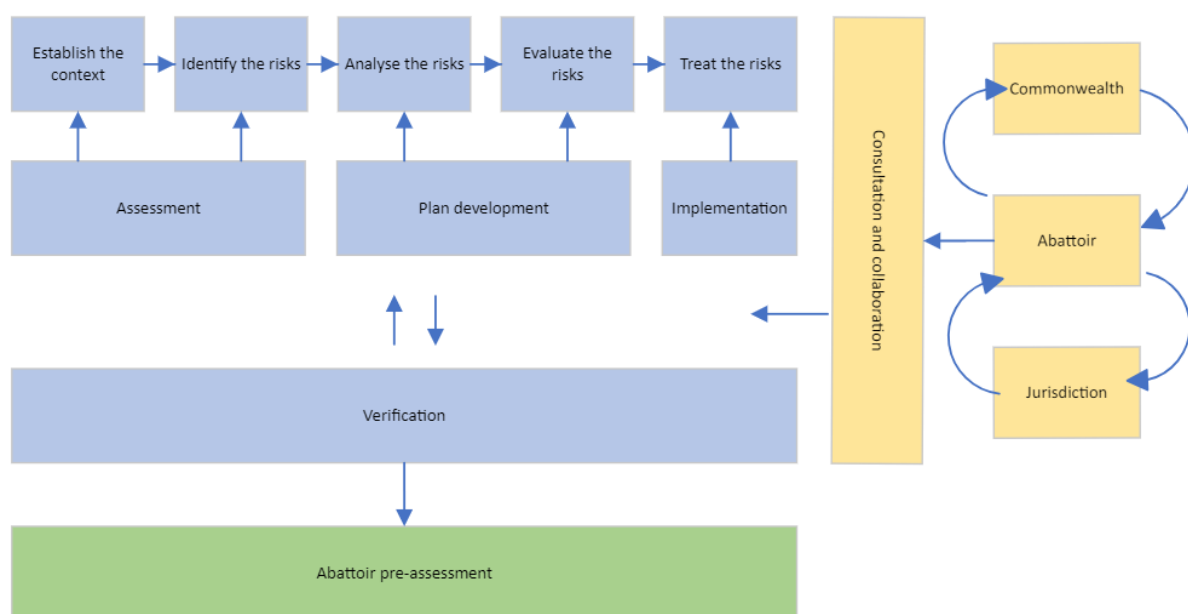 Establish the
context
Identify the risks
Analyse the risks
Evaluate the
risks
Treat the risks
Assessment
Plan development
Implementation
Verification
Abattoir pre-assessment
Consultation and collaboration
Commonwealth
Abattoir
Jurisdiction